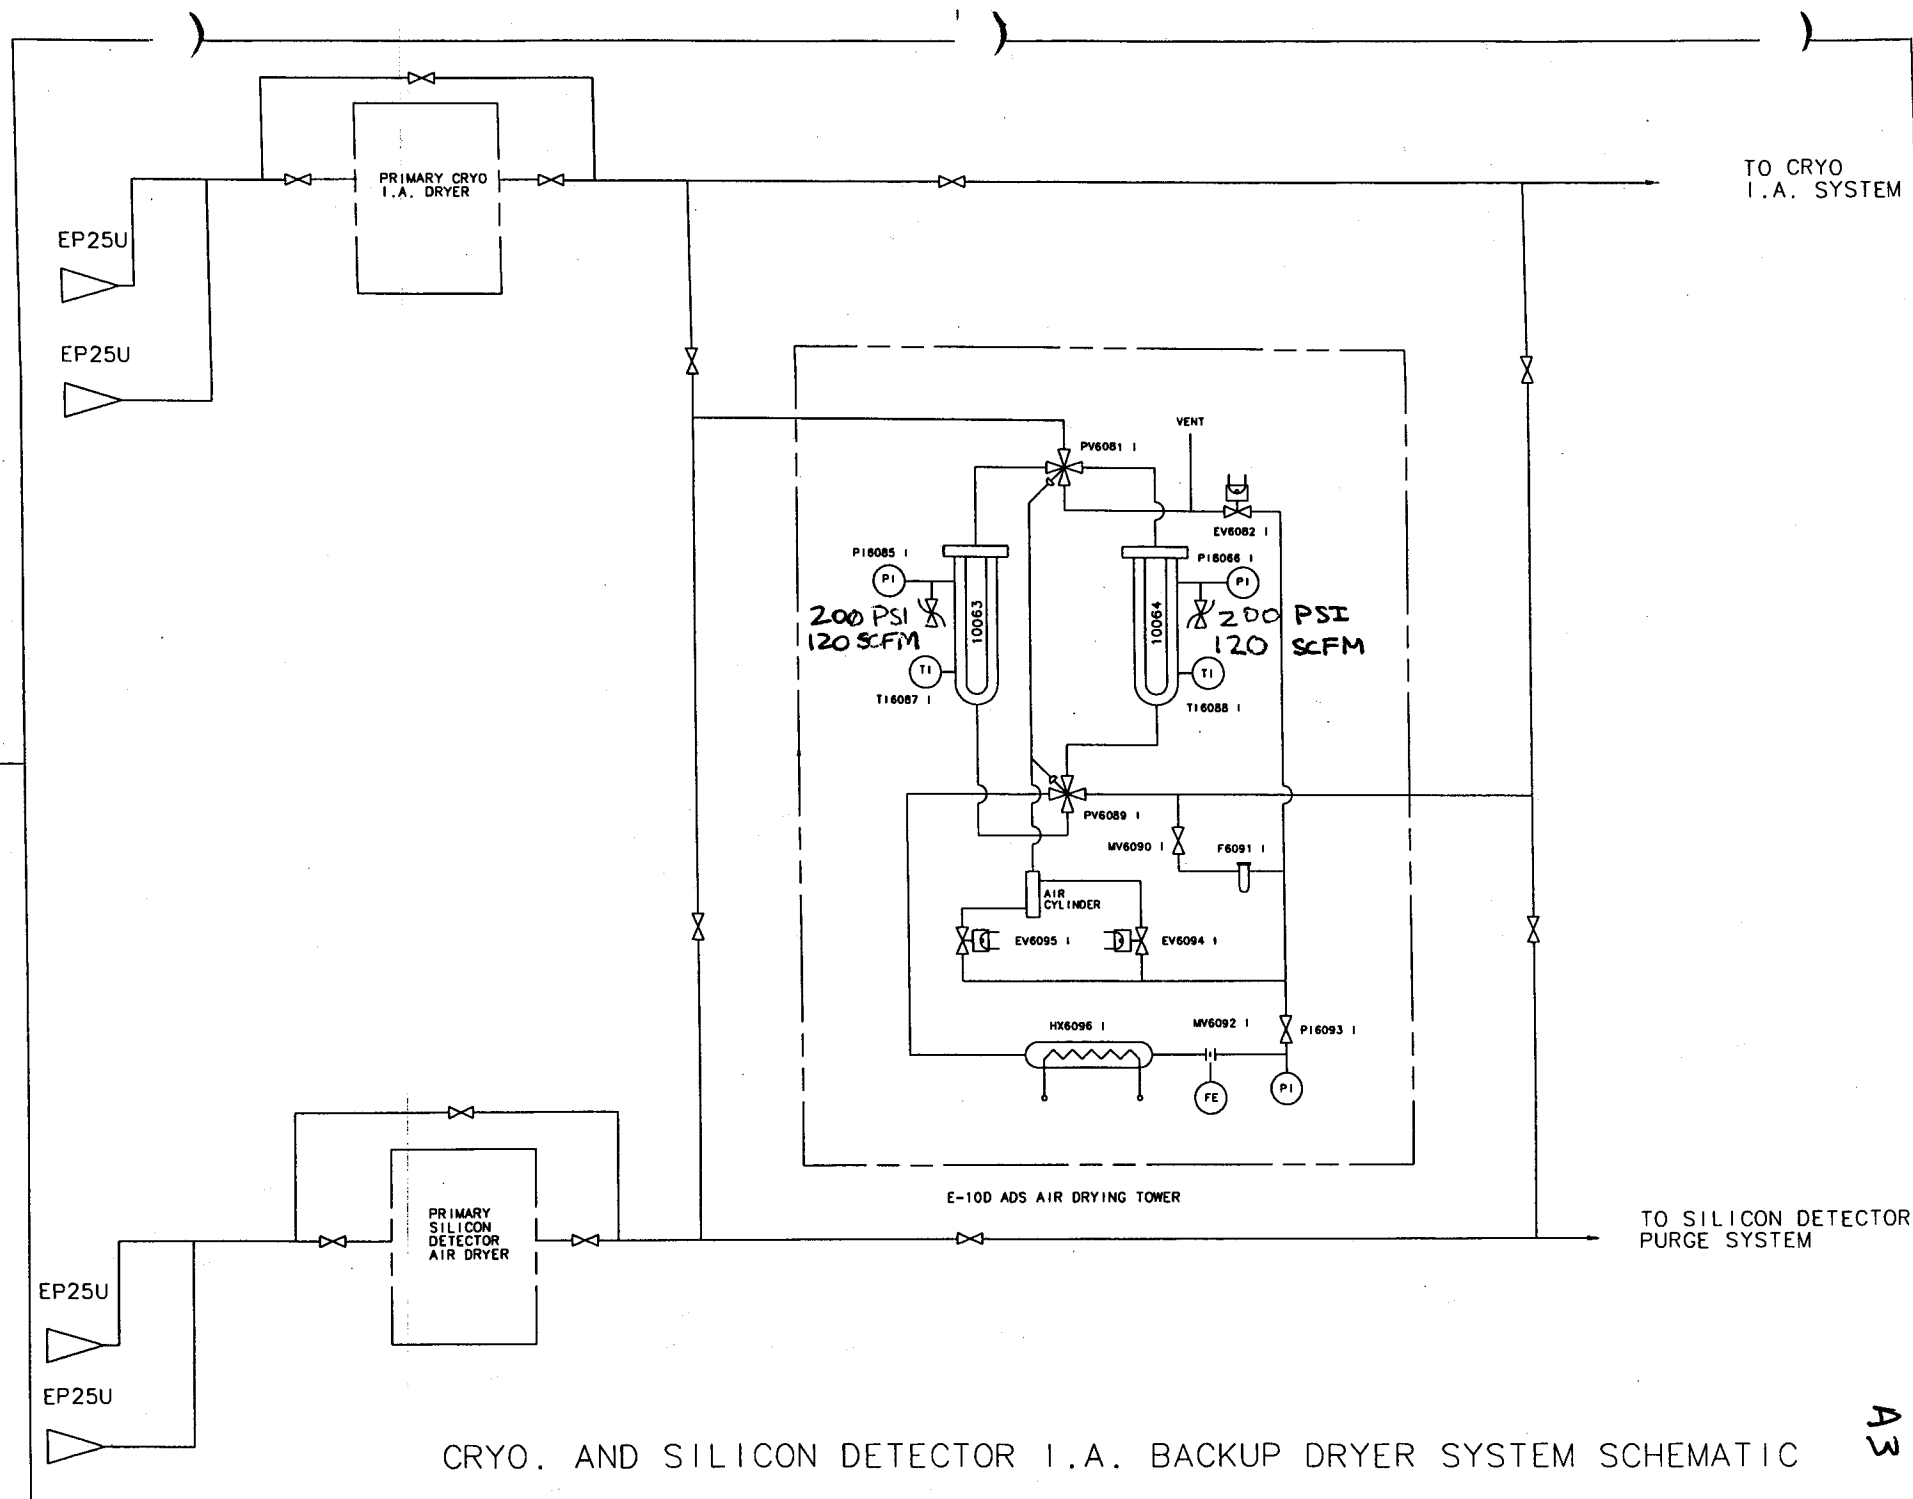 TO CRYO
I.A. SYSTEM
PRIMARY CRYO
I.A. DRYER
EP25U
EP25U
VENT
PV6081 I
EV6082 I
PI6085 I
PI6066 I
PI
PI
10063
10064
200 PSI
120 SCFM
200 PSI
120 SCFM
TI
TI
TI6087 I
TI6088 I
PV6089 I
MV6090 I
F6091 I
AIR
CYLINDER
EV6095 I
EV6094 I
HX6096 I
MV6092 I
PI6093 I
FE
PI
E-10D ADS AIR DRYING TOWER
PRIMARY
SILICON
DETECTOR
AIR DRYER
TO SILICON DETECTOR
PURGE SYSTEM
EP25U
EP25U
A3
CRYO. AND SILICON DETECTOR I.A. BACKUP DRYER SYSTEM SCHEMATIC